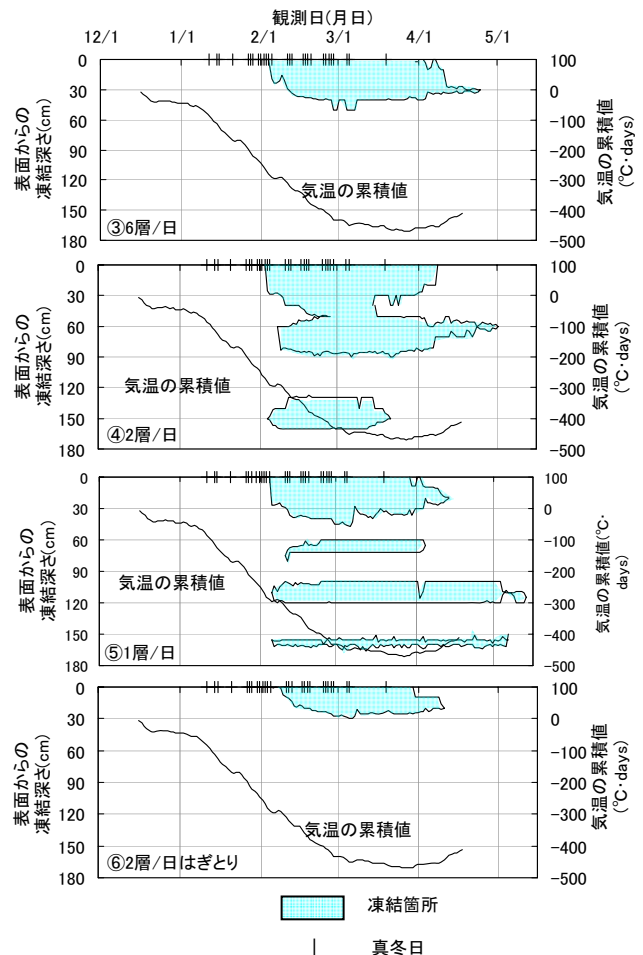 観測日(月日)
12/1 1/1 2/1 3/1 4/1 5/1
0 30 60 90 120 150 180
表面からの
凍結深さ(cm)
③6層/日
気温の累積値
100 0 −100 −200 −300 −400 −500
気温の累積値
(℃・days)
0 30 60 90 120 150 180
表面からの
凍結深さ(cm)
気温の累積値
④2層/日
100 0 −100 −200 −300 −400 −500
気温の累積値
(℃・days)
0 30 60 90 120 150 180
表面からの
凍結深さ(cm)
気温の累積値
⑤1層/日
100 0 −100 −200 −300 −400 −500
気温の累積値(℃・
days)
0 30 60 90 120 150 180
表面からの
凍結深さ(cm)
気温の累積値
⑥2層/日はぎとり
100 0 −100 −200 −300 −400 −500
気温の累積値
(℃・days)
凍結箇所
真冬日